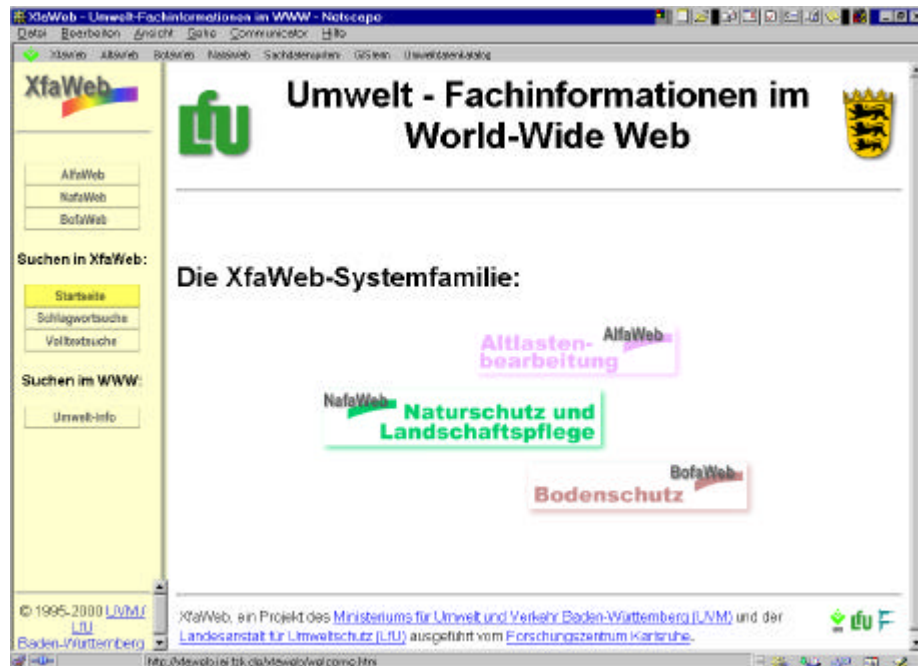 XfaWeb - Umwelt-Fachinformationen im WWW - Netscape
Datei Bearbeiten Ansicht Gehe Communicator Hilfe
XfaWeb AlfaWeb BofaWeb NafaWeb Sachdatensystem GISterm Umweltdatenkatalog
XfaWeb
AlfaWeb
NafaWeb
BofaWeb
Suchen in XfaWeb:
Startseite
Schlagwortsuche
Volltextsuche
Suchen im WWW:
Umwelt-Info
© 1995-2000 UVM /
LfU
Baden-Württemberg
LfU
Umwelt - Fachinformationen im
World-Wide Web
Die XfaWeb-Systemfamilie:
AlfaWeb
Altlasten-
bearbeitung
NafaWeb
Naturschutz und
Landschaftspflege
BofaWeb
Bodenschutz
XfaWeb, ein Projekt des Ministeriums für Umwelt und Verkehr Baden-Württemberg (UVM) und der
Landesanstalt für Umweltschutz (LfU) ausgeführt vom Forschungszentrum Karlsruhe.
LfU